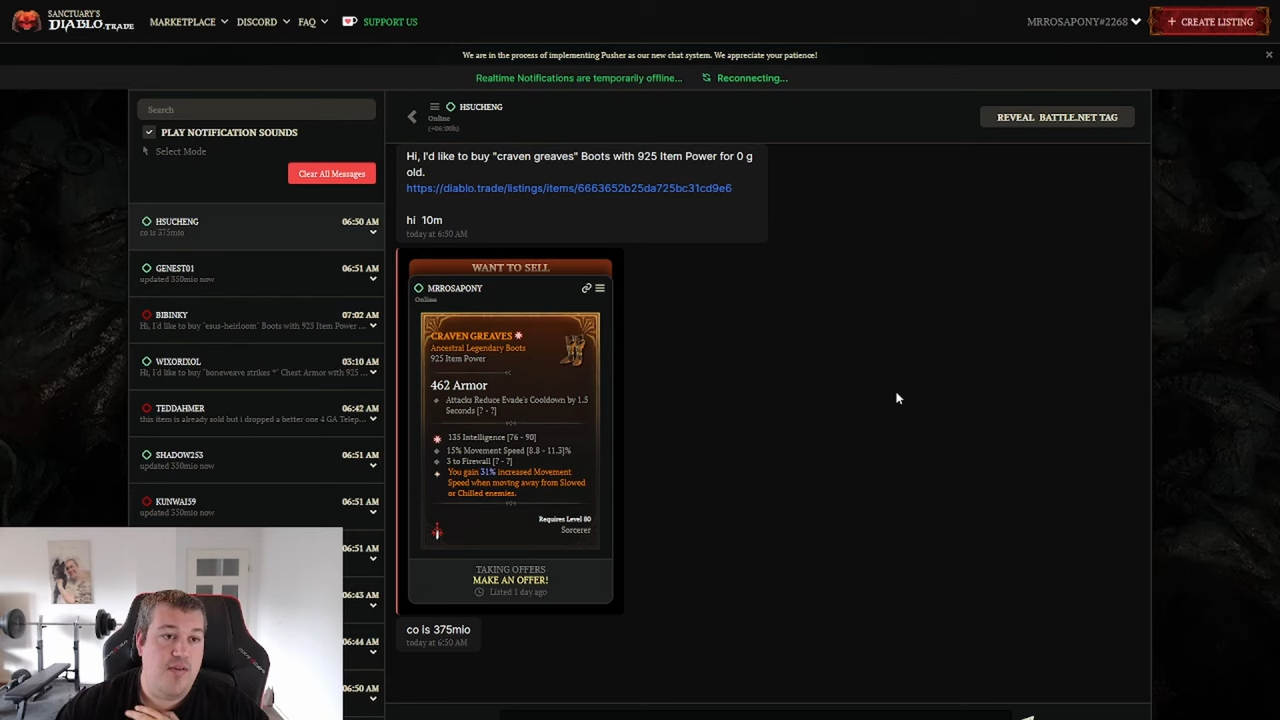 SANCTUARY'S
DIABLO.TRADE
MARKETPLACE
DISCORD
FAQ
SUPPORT US
MRROSAPONY#2268
+ CREATE LISTING
We are in the process of implementing Pusher as our new chat system. We appreciate your patience!
Realtime Notifications are temporarily offline...
Reconnecting...
Search
PLAY NOTIFICATION SOUNDS
Select Mode
Clear All Messages
HSUCHENG 06:50 AM
co is 375mio
GENEST01 06:51 AM
updated 350mio now
BIBINKY 07:02 AM
Hi, I'd like to buy "esus-heirloom" Boots with 925 Item Power ...
WIXORIXOL 03:10 AM
Hi, I'd like to buy "boneweave strikes *" Chest Armor with 925 ...
TEDDAHMER 06:42 AM
this item is already sold but i dropped a better one 4 GA Telep...
SHADOW253 06:51 AM
updated 350mio now
KUNWAI59 06:51 AM
updated 350mio now
06:51 AM
06:43 AM
06:44 AM
06:50 AM
HSUCHENG
Online
(+06:00h)
REVEAL BATTLE.NET TAG
Hi, I'd like to buy "craven greaves" Boots with 925 Item Power for 0 g
old.
https://diablo.trade/listings/items/6663652b25da725bc31cd9e6
hi 10m
today at 6:50 AM
WANT TO SELL
MRROSAPONY
Online
CRAVEN GREAVES
Ancestral Legendary Boots
925 Item Power
462 Armor
Attacks Reduce Evade's Cooldown by 1.5
Seconds [? - ?]
135 Intelligence [76 - 90]
15% Movement Speed [8.8 - 11.3]%
3 to Firewall [? - ?]
You gain 31% increased Movement
Speed when moving away from Slowed
or Chilled enemies.
Requires Level 80
Sorcerer
TAKING OFFERS
MAKE AN OFFER!
Listed 1 day ago
co is 375mio
today at 6:50 AM